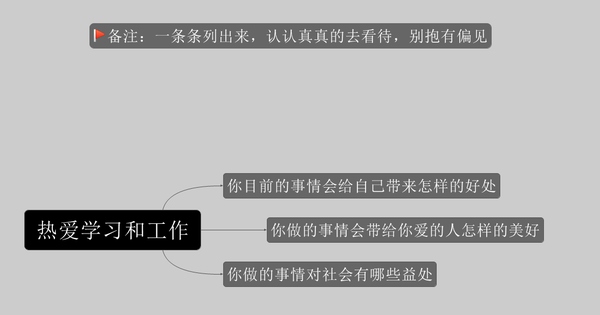 备注：一条条列出来，认认真真的去看待，别抱有偏见
你目前的事情会给自己带来怎样的好处
热爱学习和工作
你做的事情会带给你爱的人怎样的美好
你做的事情对社会有哪些益处